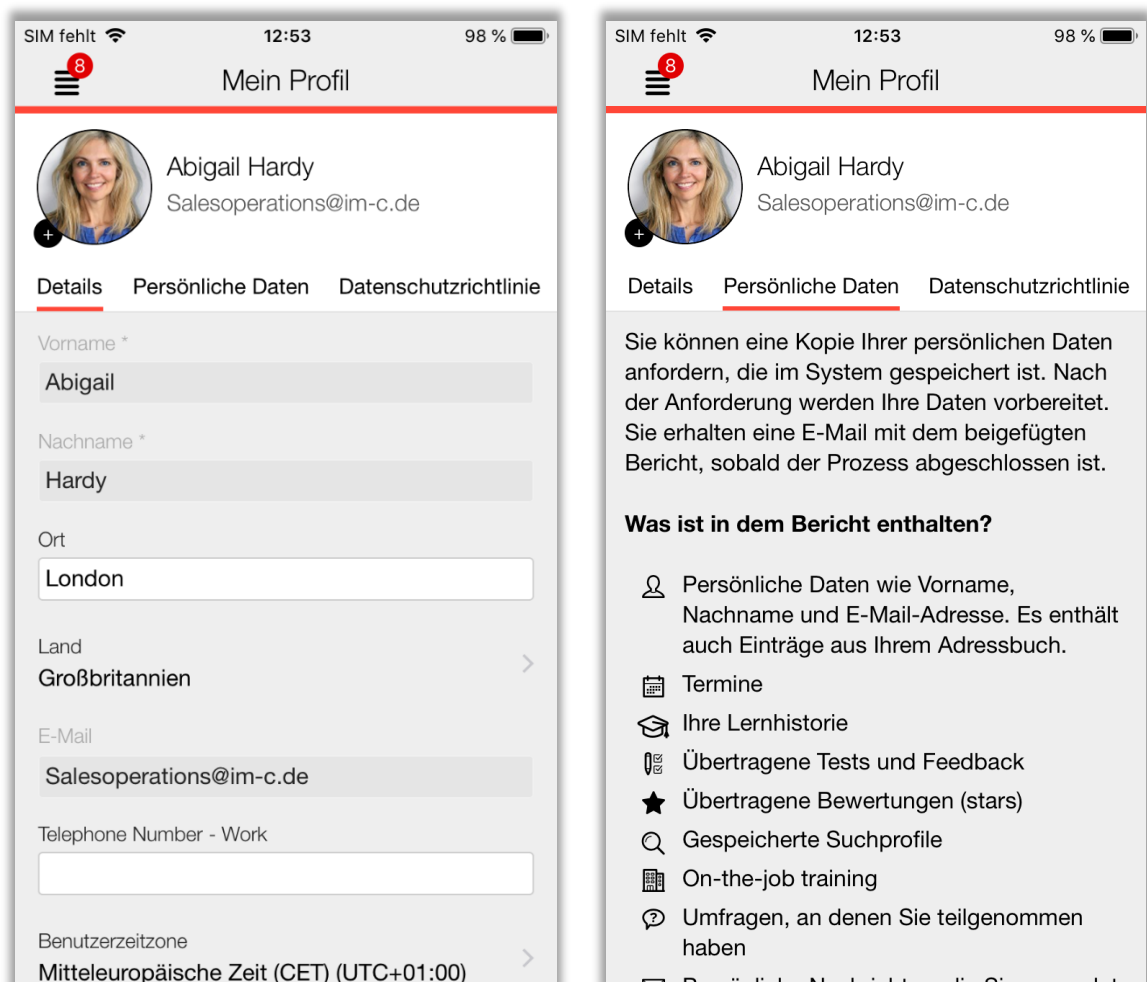 SIM fehlt 12:53 98 %
8
Mein Profil
Abigail Hardy
Salesoperations@im-c.de
+
Details Persönliche Daten Datenschutzrichtlinie
Vorname *
Abigail
Nachname *
Hardy
Ort
London
Land
Großbritannien
E-Mail
Salesoperations@im-c.de
Telephone Number - Work
Benutzerzeitzone
Mitteleuropäische Zeit (CET) (UTC+01:00)
SIM fehlt 12:53 98 %
8
Mein Profil
Abigail Hardy
Salesoperations@im-c.de
+
Details Persönliche Daten Datenschutzrichtlinie
Sie können eine Kopie Ihrer persönlichen Daten
anfordern, die im System gespeichert ist. Nach
der Anforderung werden Ihre Daten vorbereitet.
Sie erhalten eine E-Mail mit dem beigefügten
Bericht, sobald der Prozess abgeschlossen ist.
Was ist in dem Bericht enthalten?
Persönliche Daten wie Vorname,
Nachname und E-Mail-Adresse. Es enthält
auch Einträge aus Ihrem Adressbuch.
Termine
Ihre Lernhistorie
Übertragene Tests und Feedback
Übertragene Bewertungen (stars)
Gespeicherte Suchprofile
On-the-job training
Umfragen, an denen Sie teilgenommen
haben